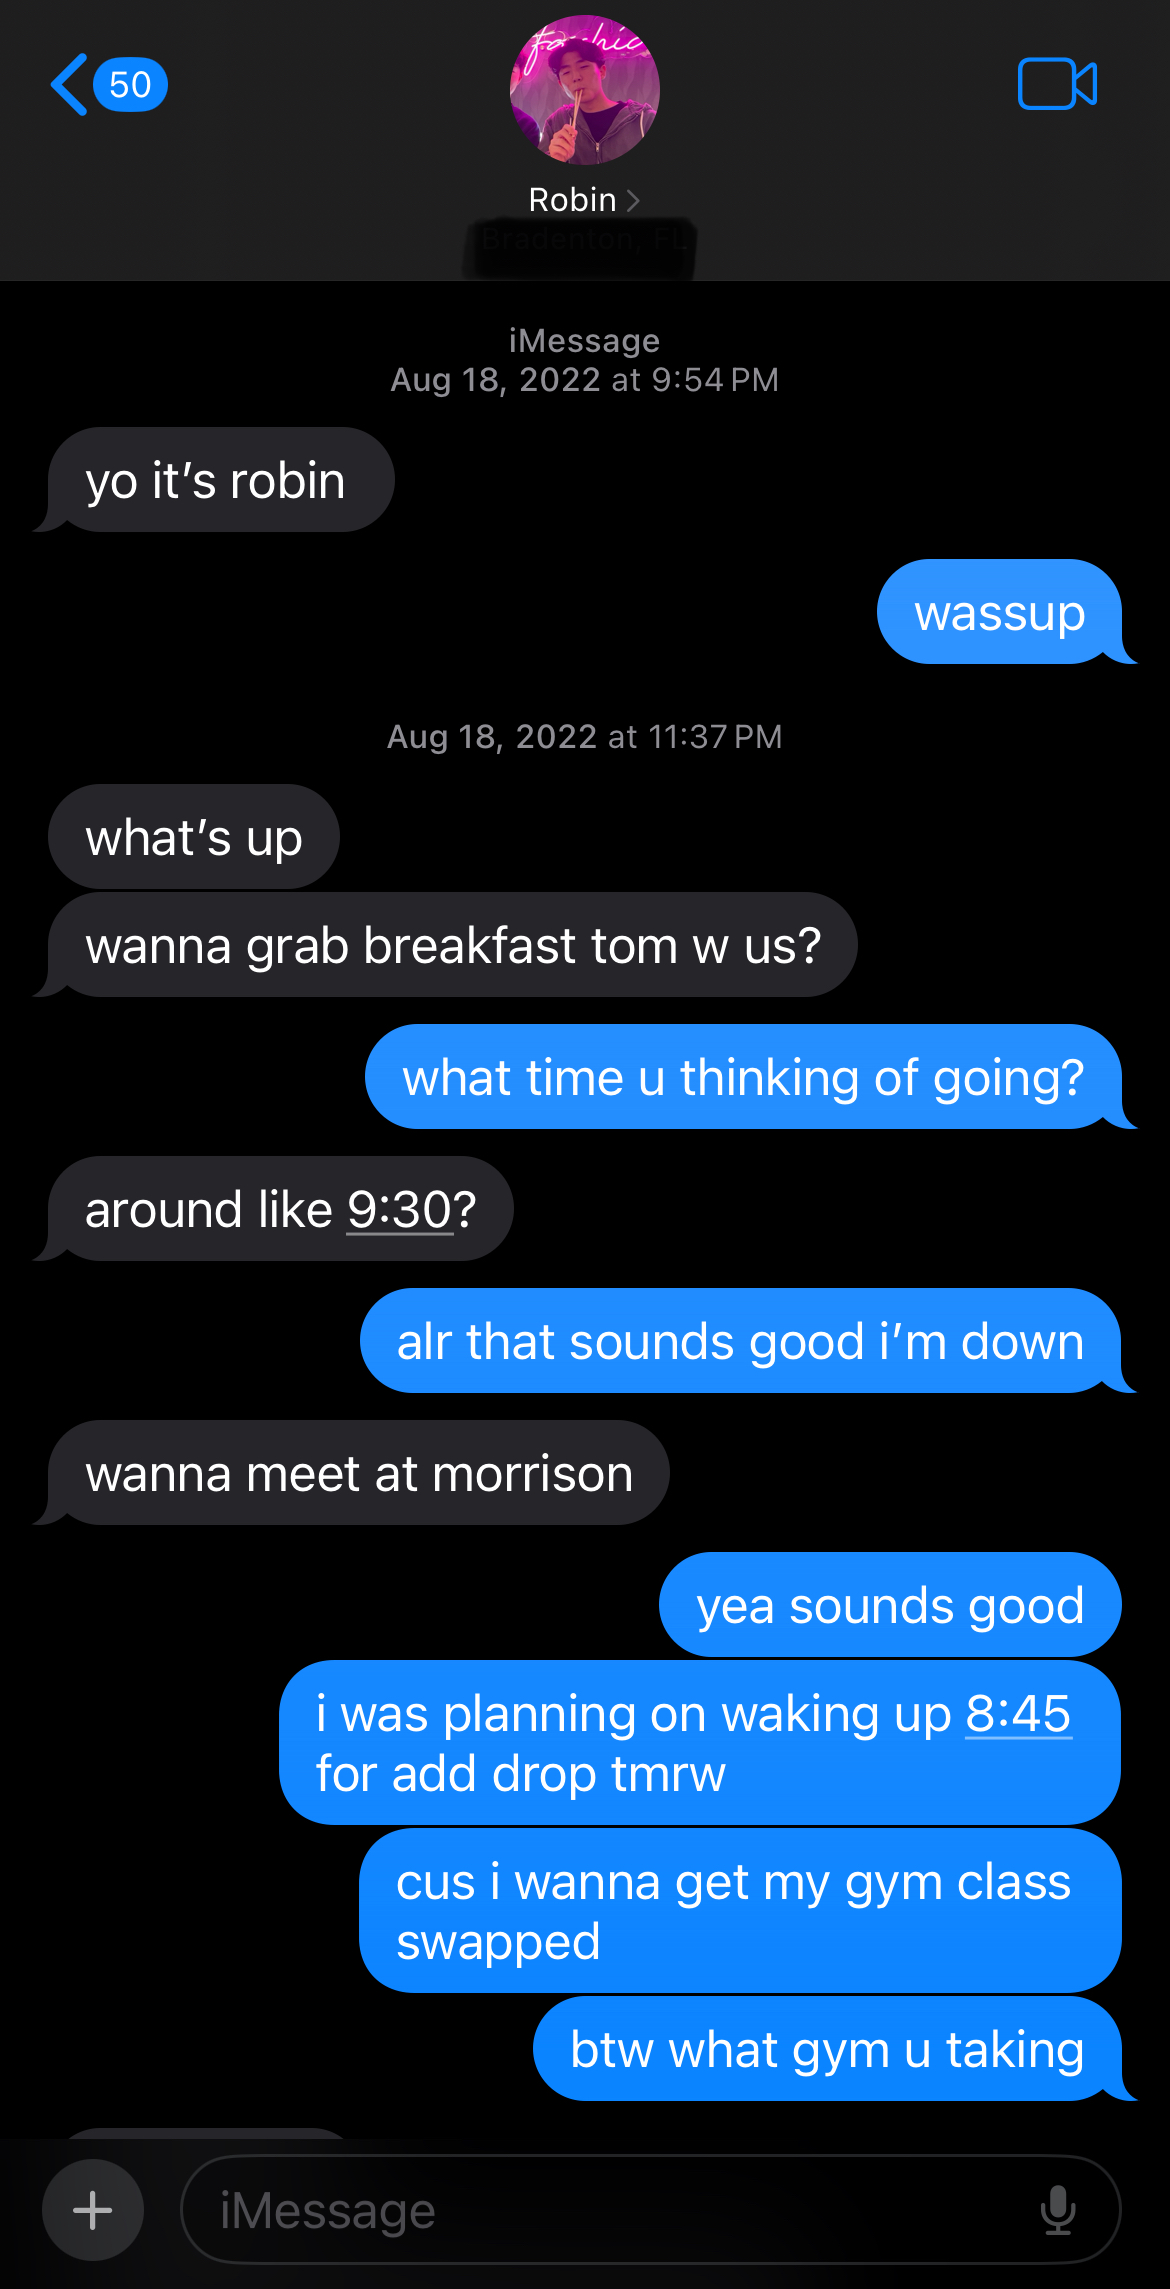 50
Robin
iMessage
Aug 18, 2022 at 9:54 PM
yo it's robin
wassup
Aug 18, 2022 at 11:37 PM
what's up
wanna grab breakfast tom w us?
what time u thinking of going?
around like 9:30?
alr that sounds good i'm down
wanna meet at morrison
yea sounds good
i was planning on waking up 8:45
for add drop tmrw
cus i wanna get my gym class
swapped
btw what gym u taking
iMessage